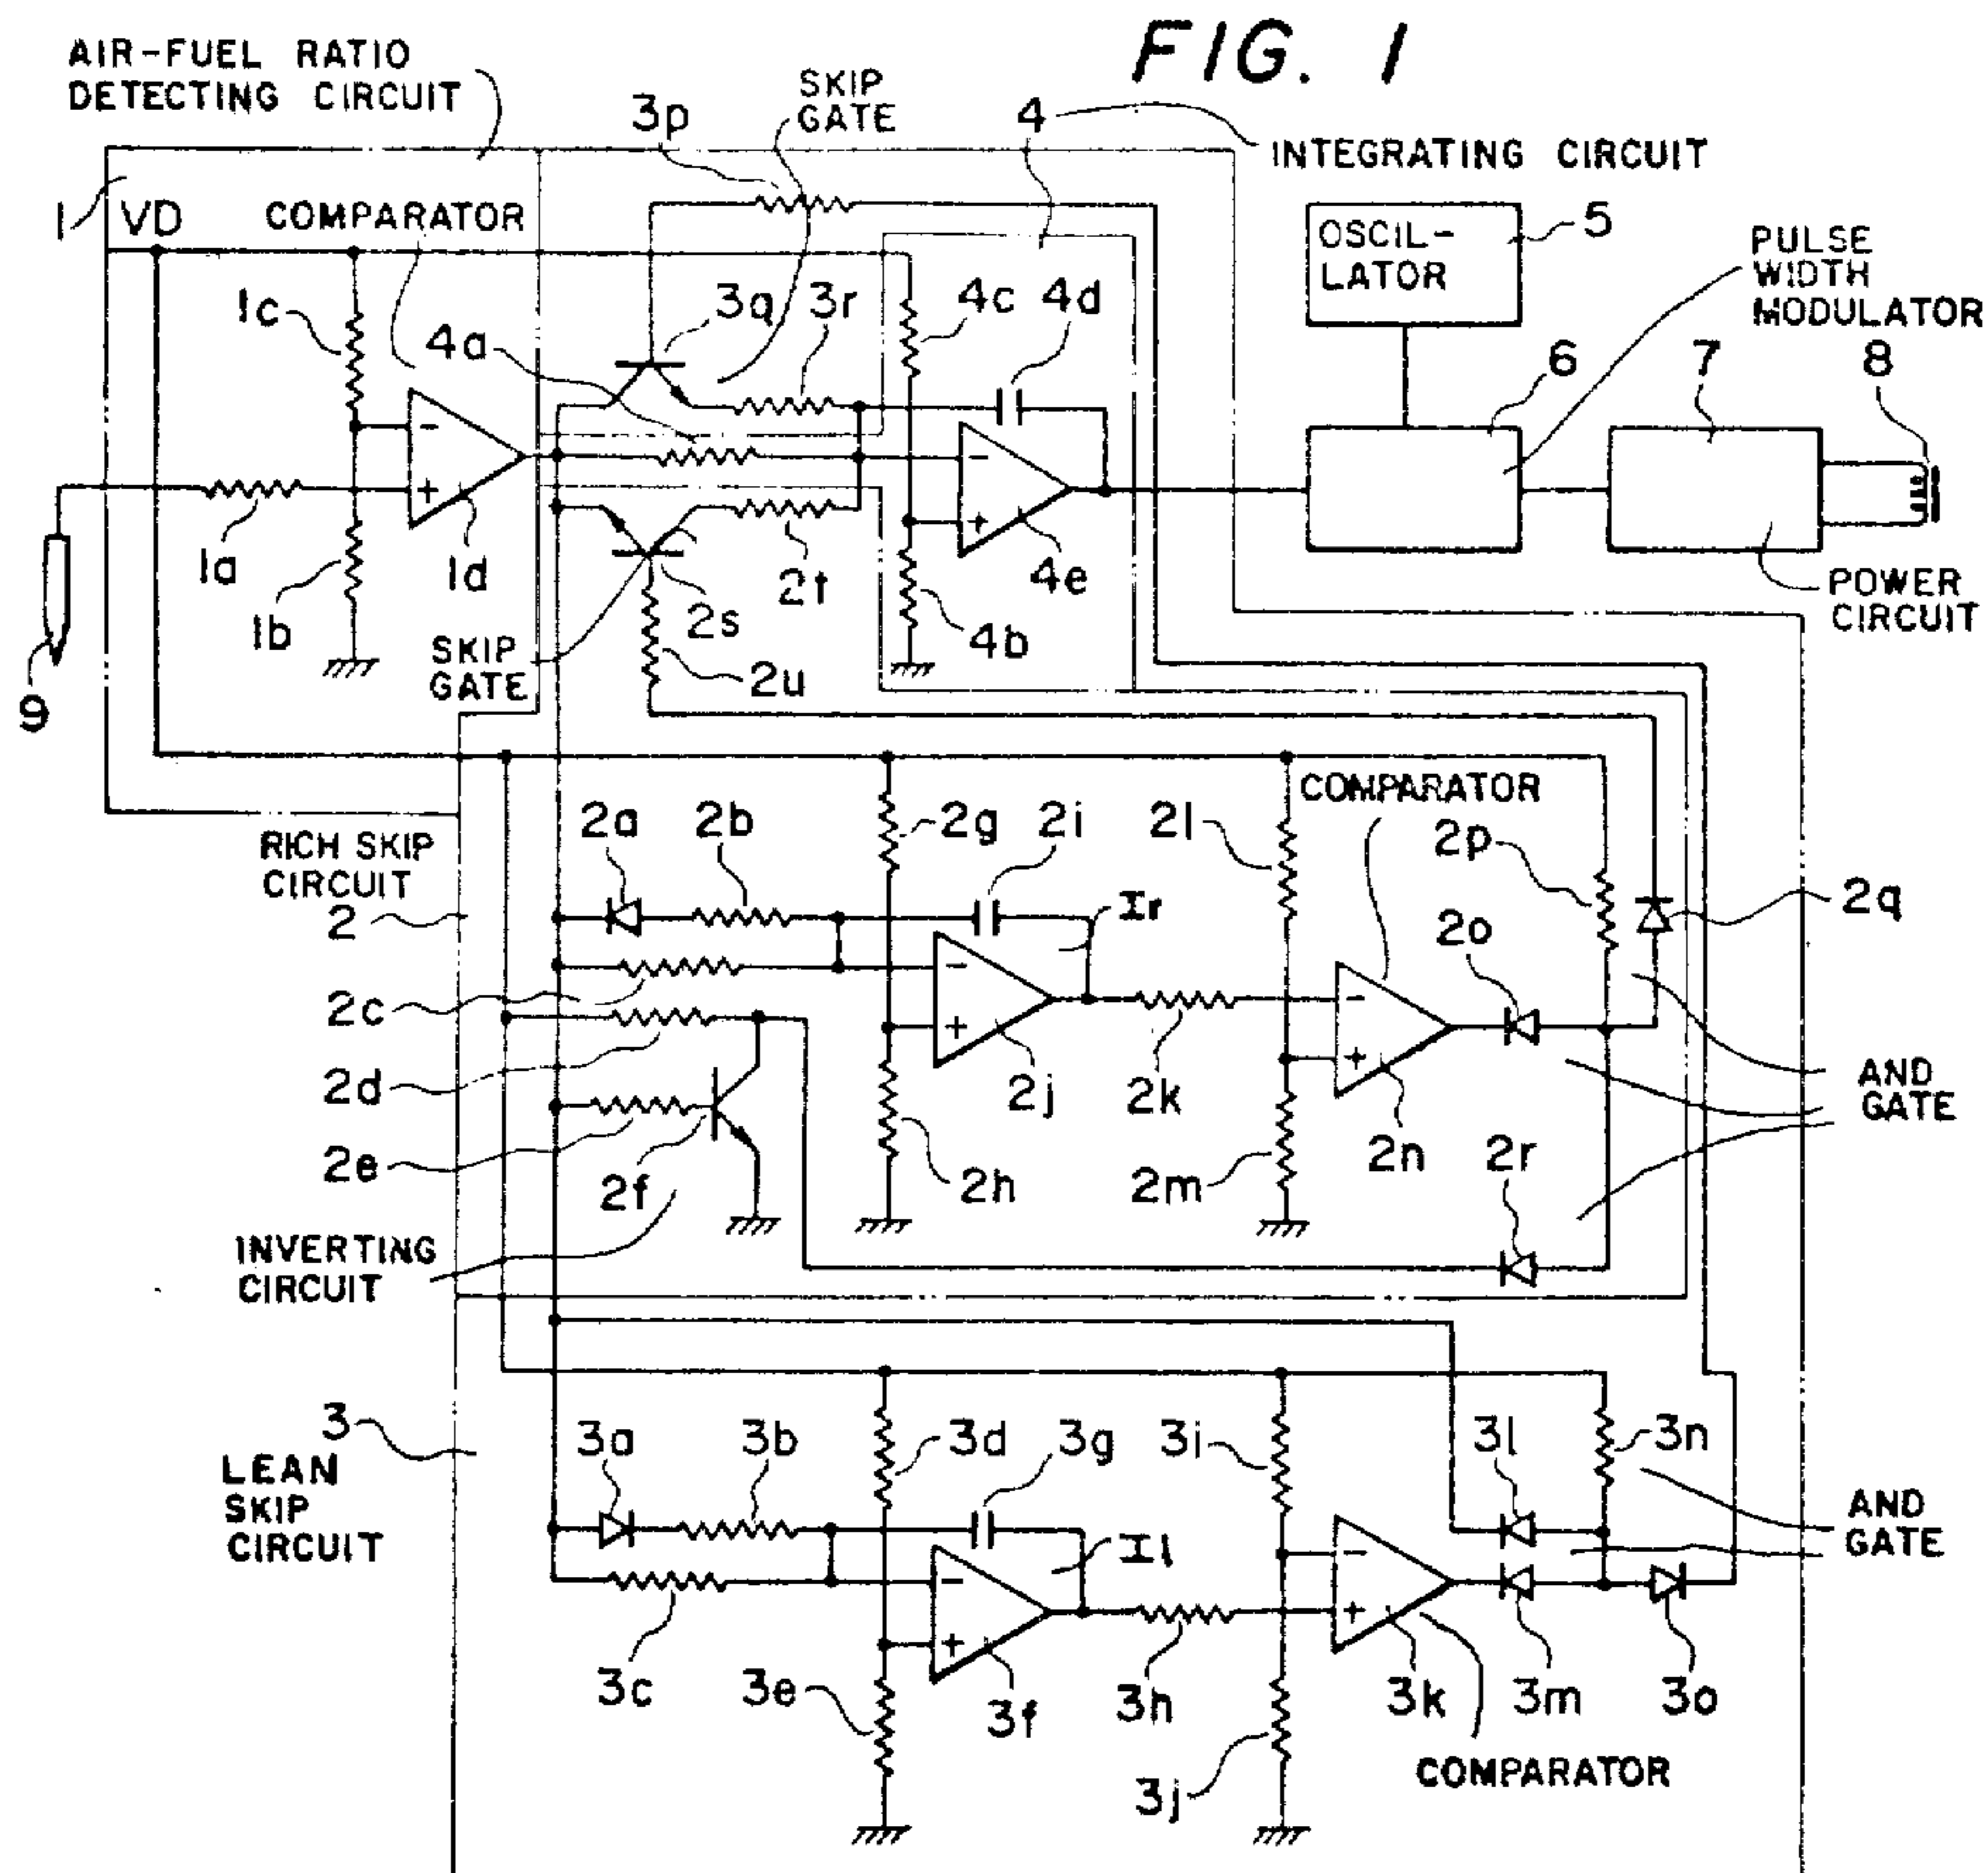 FIG. 1
AIR-FUEL RATIO
DETECTING CIRCUIT
SKIP
GATE
3p
4
INTEGRATING CIRCUIT
1
VD
COMPARATOR
OSCIL-
LATOR
5
PULSE
WIDTH
MODULATOR
1c
4a
3q
3r
4c
4d
6
7
8
1a
1b
1d
2s
2t
4e
4b
POWER
CIRCUIT
9
SKIP
GATE
2u
RICH SKIP
CIRCUIT
2
2a
2b
2g
2i
2l
COMPARATOR
2p
2q
Ir
2o
2c
2d
2e
2f
2j
2k
2h
2m
2n
2r
AND
GATE
INVERTING
CIRCUIT
3
LEAN
SKIP
CIRCUIT
3a
3b
3d
3g
3i
3l
3n
AND
GATE
Il
3c
3e
3f
3h
3j
3k
3m
3o
COMPARATOR